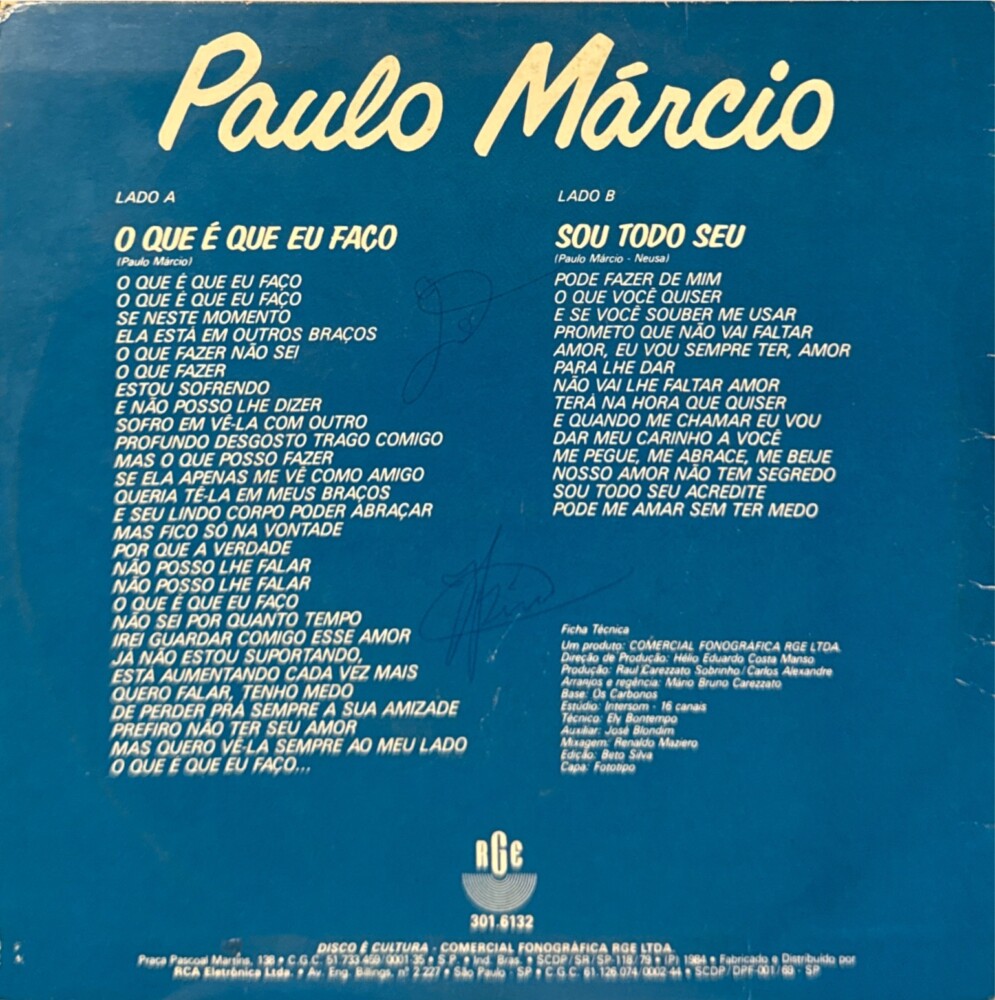 Paulo Márcio
LADO A
O QUE É QUE EU FAÇO
(Paulo Márcio)
O QUE É QUE EU FAÇO
O QUE É QUE EU FAÇO
SE NESTE MOMENTO
ELA ESTÁ EM OUTROS BRAÇOS
O QUE FAZER NÃO SEI
O QUE FAZER
ESTOU SOFRENDO
E NÃO POSSO LHE DIZER
SOFRO EM VÊ-LA COM OUTRO
PROFUNDO DESGOSTO TRAGO COMIGO
MAS O QUE POSSO FAZER
SE ELA APENAS ME VÊ COMO AMIGO
QUERIA TÊ-LA EM MEUS BRAÇOS
E SEU LINDO CORPO PODER ABRAÇAR
MAS FICO SÓ NA VONTADE
POR QUE A VERDADE
NÃO POSSO LHE FALAR
NÃO POSSO LHE FALAR
O QUE É QUE EU FAÇO
NÃO SEI POR QUANTO TEMPO
IREI GUARDAR COMIGO ESSE AMOR
JÁ NÃO ESTOU SUPORTANDO,
ESTÁ AUMENTANDO CADA VEZ MAIS
QUERO FALAR, TENHO MEDO
DE PERDER PRÁ SEMPRE A SUA AMIZADE
PREFIRO NÃO TER SEU AMOR
MAS QUERO VÊ-LA SEMPRE AO MEU LADO
O QUE É QUE EU FAÇO...
LADO B
SOU TODO SEU
(Paulo Márcio - Neusa)
PODE FAZER DE MIM
O QUE VOCÊ QUISER
E SE VOCÊ SOUBER ME USAR
PROMETO QUE NÃO VAI FALTAR
AMOR, EU VOU SEMPRE TER, AMOR
PARA LHE DAR
NÃO VAI LHE FALTAR AMOR
TERÁ NA HORA QUE QUISER
E QUANDO ME CHAMAR EU VOU
DAR MEU CARINHO A VOCÊ
ME PEGUE, ME ABRACE, ME BEIJE
NOSSO AMOR NÃO TEM SEGREDO
SOU TODO SEU ACREDITE
PODE ME AMAR SEM TER MEDO
Ficha Técnica
Um produto: COMERCIAL FONOGRÁFICA RGE LTDA.
Direção de Produção: Hélio Eduardo Costa Manso
Produção: Raul Carezzato Sobrinho/Carlos Alexandre
Arranjos e regência: Mário Bruno Carezzato
Base: Os Carbonos
Estúdio: Intersom - 16 canais
Técnico: Ely Bontempo
Auxiliar: José Blondim
Mixagem: Renaldo Maziero
Edição: Beto Silva
Capa: Fototipo
RGE
301.6132
DISCO É CULTURA - COMERCIAL FONOGRÁFICA RGE LTDA.
Praça Pascoal Martins, 138 • C.G.C. 51.733.459/0001-35 • S.P. • Ind. Bras. • SCDP/SR/SP-118/79 • (P) 1984 • Fabricado e Distribuído por
RCA Eletrônica Ltda. • Av. Eng. Billings, nº 2.227 • São Paulo - SP • C.G.C. 61.126.074/0002-44 • SCDP/DPF-001/60 - SP